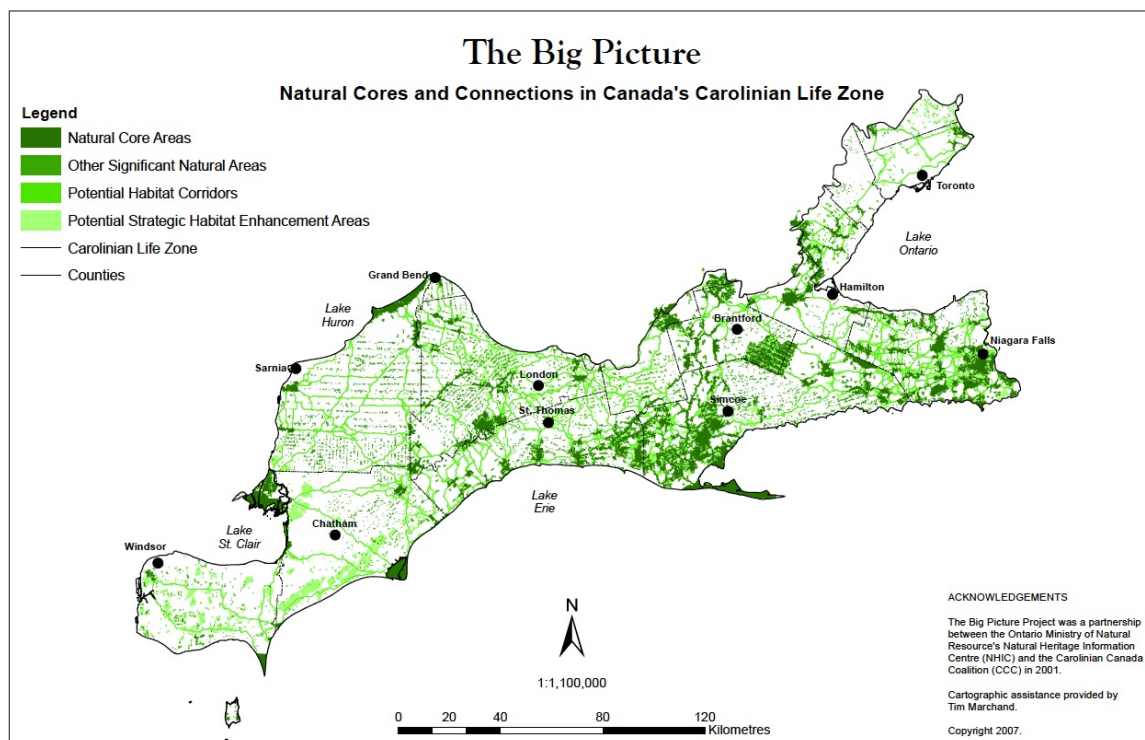 The Big Picture
Natural Cores and Connections in Canada's Carolinian Life Zone
Legend
Natural Core Areas
Other Significant Natural Areas
Potential Habitat Corridors
Potential Strategic Habitat Enhancement Areas
Carolinian Life Zone
Counties
Toronto
Lake
Ontario
Grand Bend
Hamilton
Lake
Huron
Brantford
Niagara Falls
Sarnia
London
Simcoe
St. Thomas
Lake
Erie
Chatham
Lake
St. Clair
Windsor
N
1:1,100,000
0 20 40 80 120
Kilometres
ACKNOWLEDGEMENTS
The Big Picture Project was a partnership
between the Ontario Ministry of Natural
Resource's Natural Heritage Information
Centre (NHIC) and the Carolinian Canada
Coalition (CCC) in 2001.
Cartographic assistance provided by
Tim Marchand.
Copyright 2007.